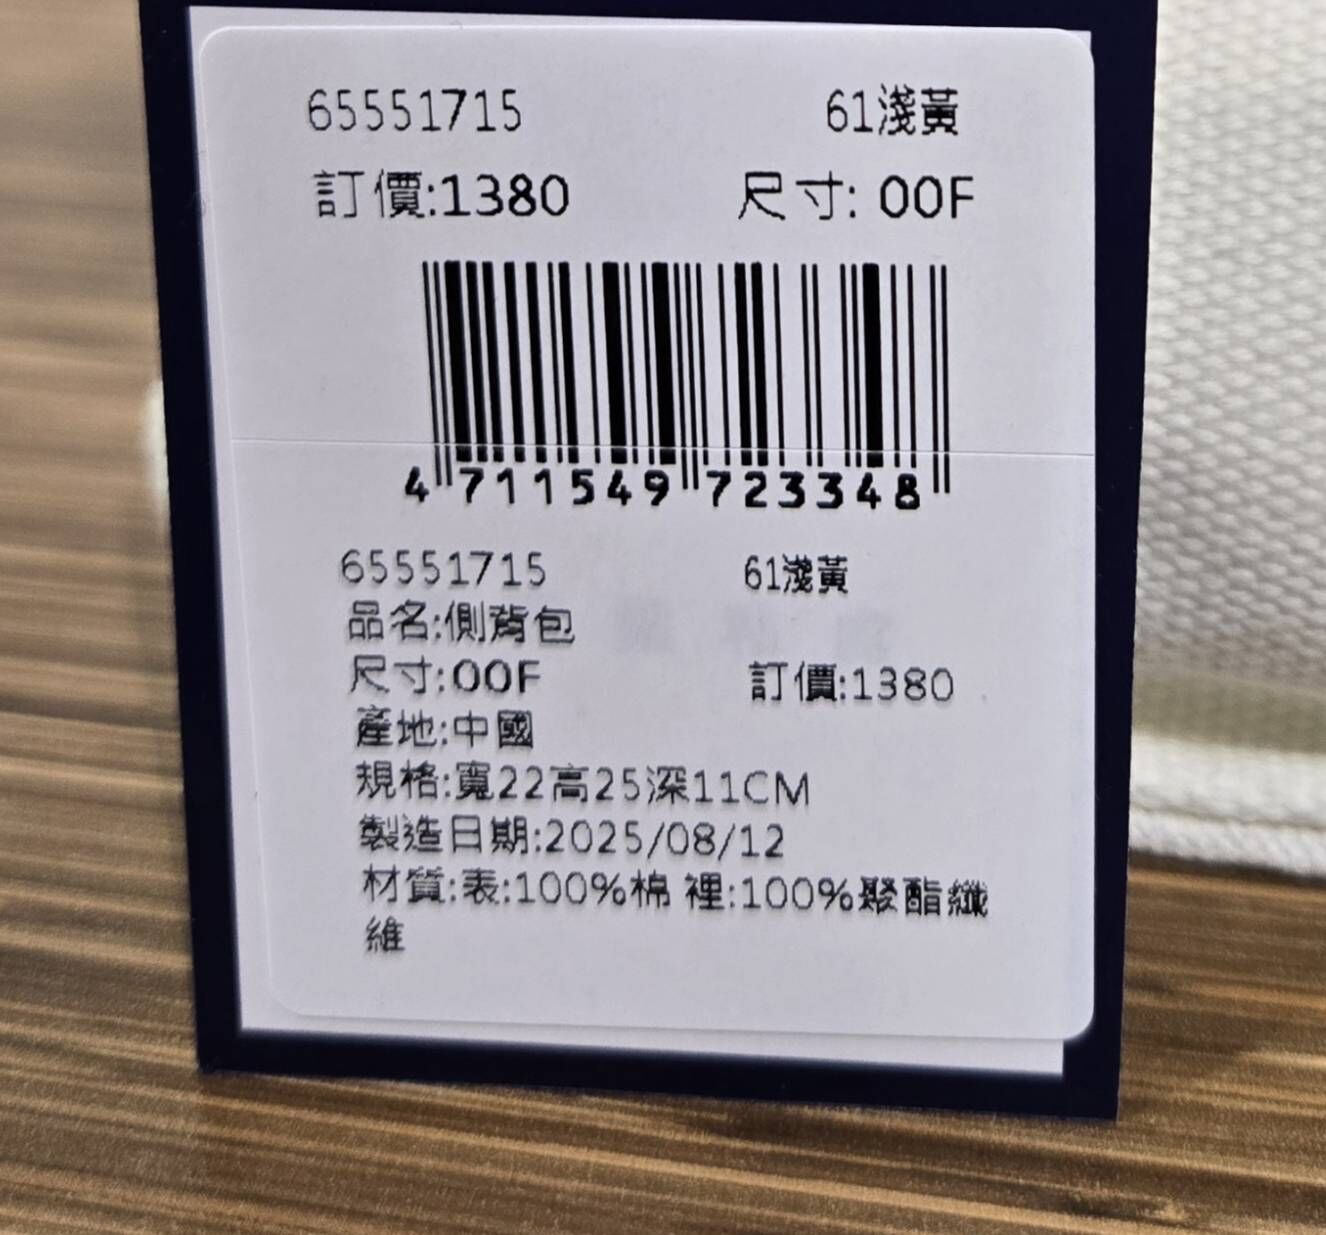 65551715 61淺黃
訂價:1380 尺寸: 00F
4 711549 723348
65551715 61淺黃
品名:側背包
尺寸:00F 訂價:1380
產地:中國
規格:寬22高25深11CM
製造日期:2025/08/12
材質:表:100%棉 裡:100%聚酯纖
維